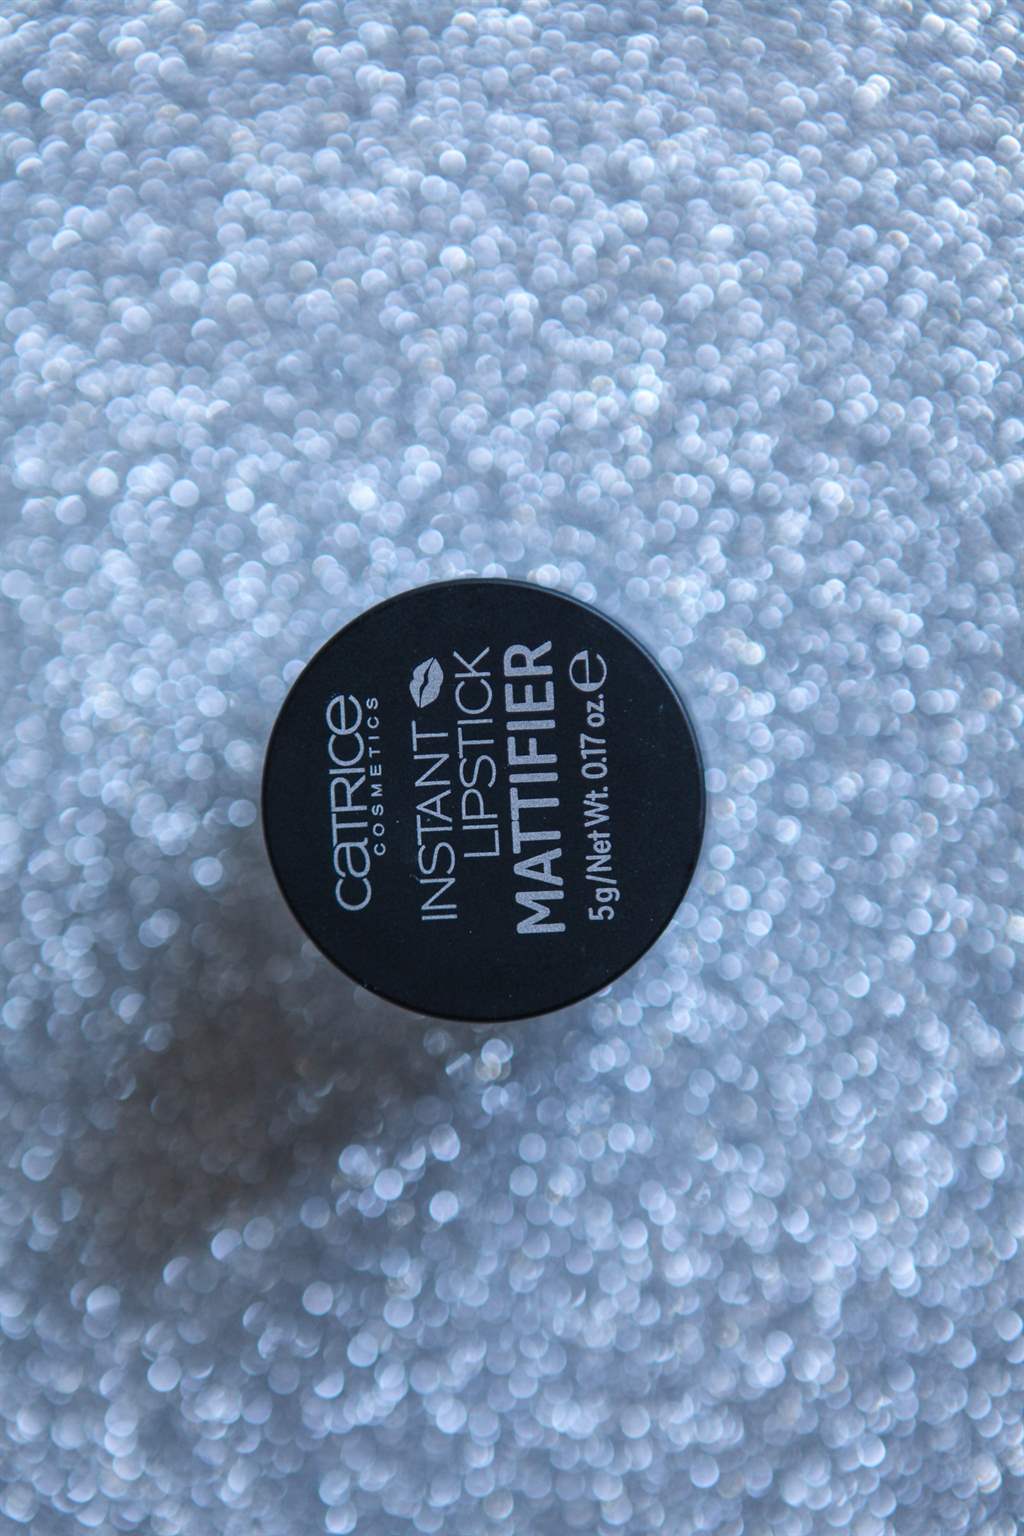 CATRICE
COSMETICS
INSTANT
LIPSTICK
MATTIFIER
5g/Net Wt. 0.17 oz. ℮